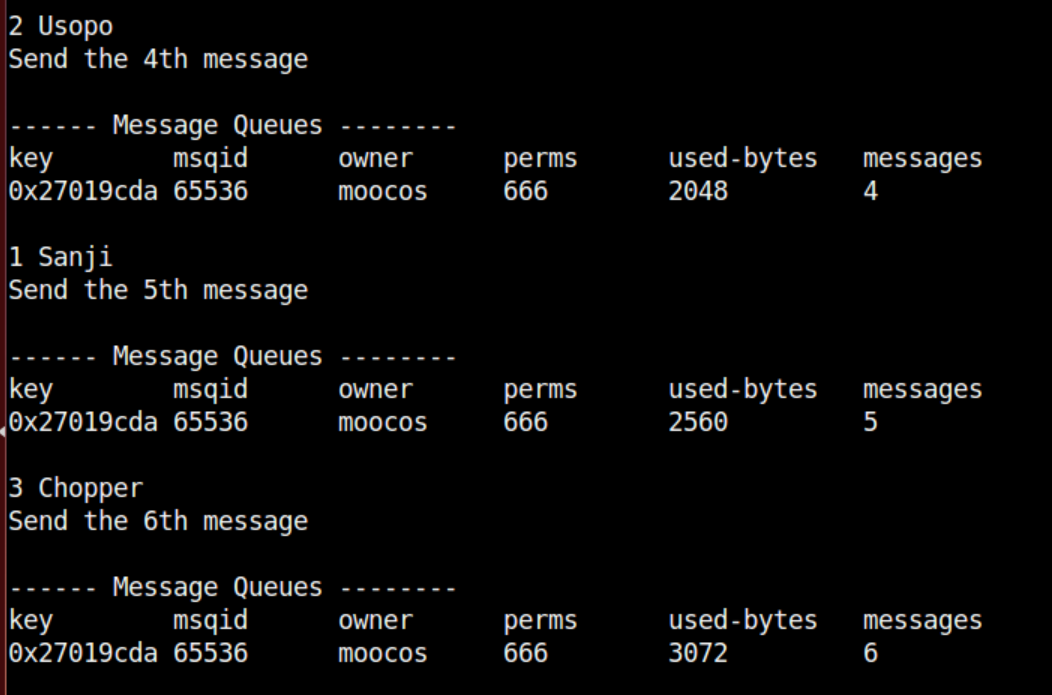 2 Usopo
Send the 4th message
------ Message Queues --------
key        msqid      owner      perms      used-bytes   messages
0x27019cda 65536      moocos     666        2048         4
1 Sanji
Send the 5th message
------ Message Queues --------
key        msqid      owner      perms      used-bytes   messages
0x27019cda 65536      moocos     666        2560         5
3 Chopper
Send the 6th message
------ Message Queues --------
key        msqid      owner      perms      used-bytes   messages
0x27019cda 65536      moocos     666        3072         6